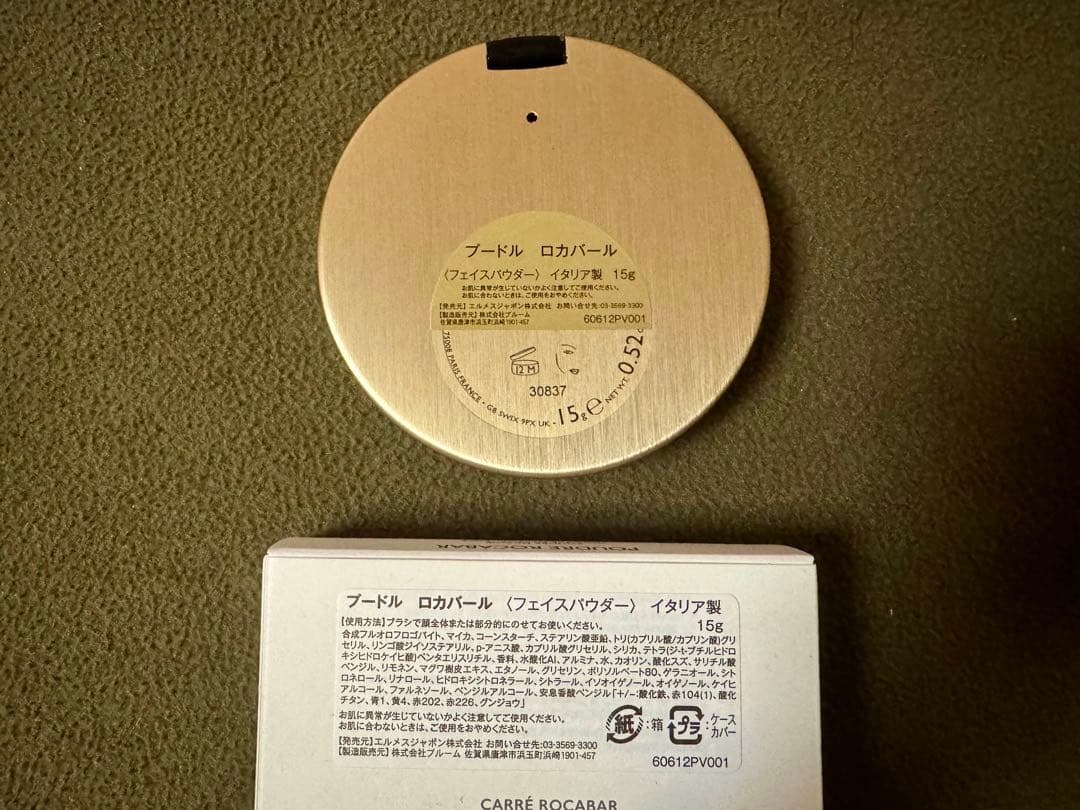 プードル　ロカバール
〈フェイスパウダー〉 イタリア製 15g
お肌に異常が生じていないかよく注意してご使用ください。
お肌に合わないときは、ご使用をおやめください。
【発売元】エルメスジャポン株式会社 お問い合せ先:03-3569-3300
【製造販売元】株式会社ブルーム
佐賀県唐津市浜玉町浜崎1901-457
60612PV001
12 M
30837
75008 PARIS FRANCE • GB SW1X 9PX UK • 15g e NET WT. 0.52
POUDRE ROCABAR
プードル　ロカバール 〈フェイスパウダー〉 イタリア製
【使用方法】ブラシで顔全体または部分的にのせてお使いください。 15g
合成フルオロフロゴパイト、マイカ、コーンスターチ、ステアリン酸亜鉛、トリ(カプリル酸/カプリン酸)グリ
セリル、リンゴ酸ジイソステアリル、p-アニス酸、カプリル酸グリセリル、シリカ、テトラ(ジ-t-ブチルヒドロ
キシヒドロケイヒ酸)ペンタエリスリチル、香料、水酸化Al、アルミナ、水、カオリン、酸化スズ、サリチル酸
ベンジル、リモネン、マグワ樹皮エキス、エタノール、グリセリン、ポリソルベート80、ゲラニオール、シト
ロネロール、リナロール、ヒドロキシシトロネラール、シトラール、イソオイゲノール、オイゲノール、ケイヒ
アルコール、ファルネソール、ベンジルアルコール、安息香酸ベンジル「+/-:酸化鉄、赤104(1)、酸化
チタン、青1、黄4、赤202、赤226、グンジョウ」
お肌に異常が生じていないかよく注意してご使用ください。
お肌に合わないときは、ご使用をおやめください。
紙:箱 プラ:ケースカバー
【発売元】エルメスジャポン株式会社 お問い合せ先:03-3569-3300
【製造販売元】株式会社ブルーム 佐賀県唐津市浜玉町浜崎1901-457
60612PV001
CARRÉ ROCABAR